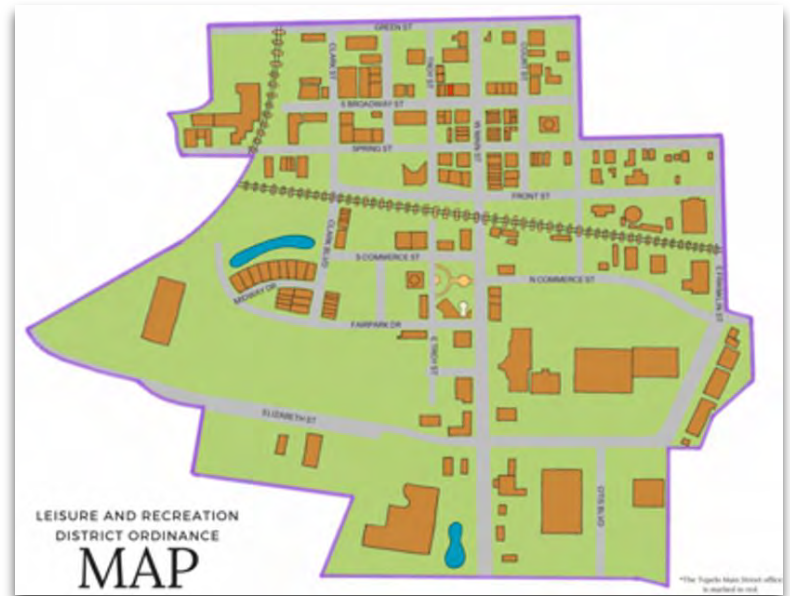 GREEN ST
CLARK ST
TROY ST
COURT ST
S BROADWAY ST
W MAIN ST
SPRING ST
FRONT ST
CLARK BLVD
S COMMERCE ST
N COMMERCE ST
E FRANKLIN ST
MIDWAY DR
FAIRPARK DR
E TROY ST
ELIZABETH ST
OTIS BLVD
LEISURE AND RECREATION
DISTRICT ORDINANCE
MAP
*The Tupelo Main Street office
is marked in red.